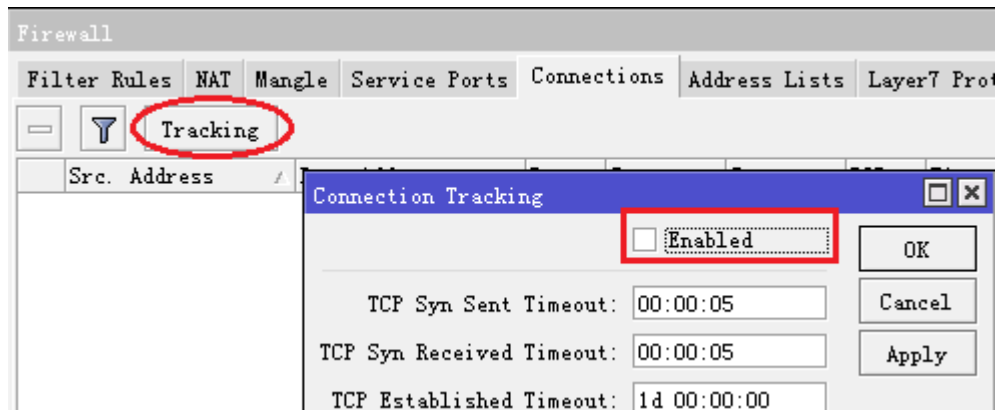 Firewall
Filter Rules NAT Mangle Service Ports Connections Address Lists Layer7 Prot
Tracking
Src. Address
Connection Tracking
Enabled
OK
TCP Syn Sent Timeout: 00:00:05
Cancel
TCP Syn Received Timeout: 00:00:05
Apply
TCP Established Timeout: 1d 00:00:00